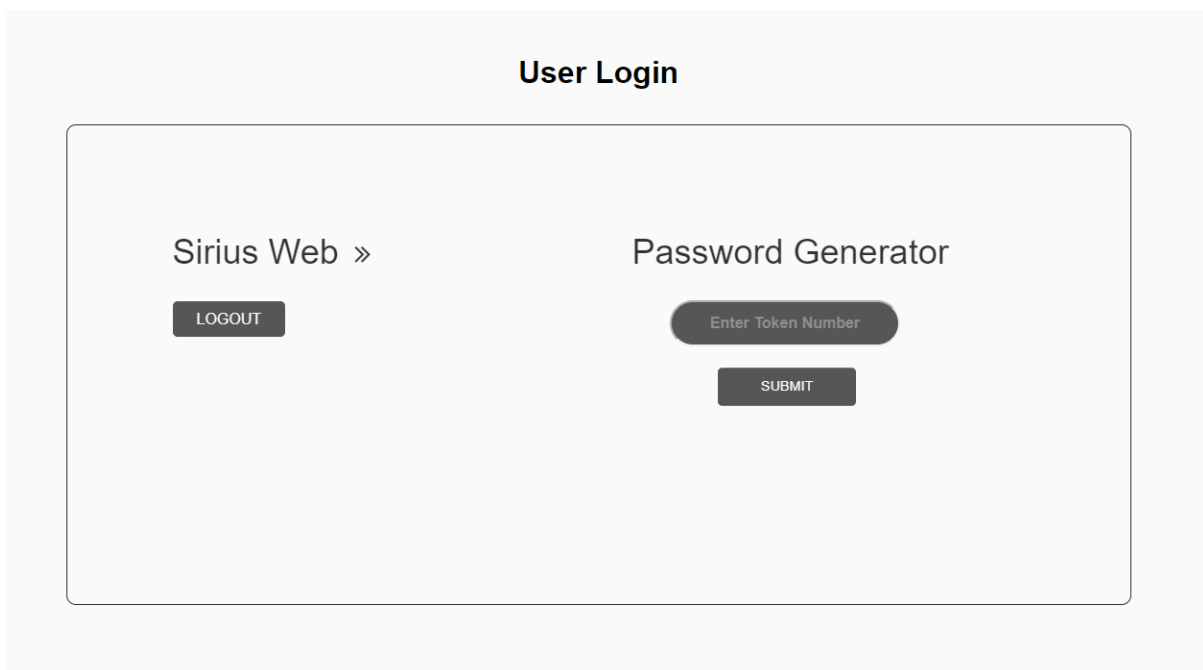 User Login
Sirius Web »
LOGOUT
Password Generator
Enter Token Number
SUBMIT